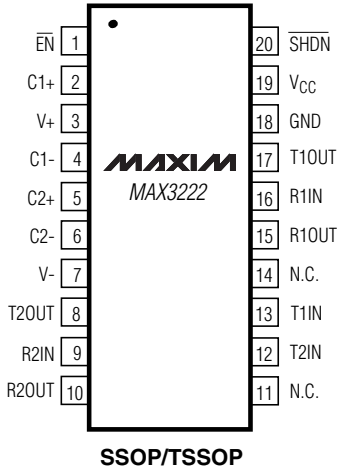 EN 1 20 SHDN
C1+ 2 19 VCC
V+ 3 18 GND
C1- 4 MAXIM 17 T1OUT
C2+ 5 MAX3222 16 R1IN
C2- 6 15 R1OUT
V- 7 14 N.C.
T2OUT 8 13 T1IN
R2IN 9 12 T2IN
R2OUT 10 11 N.C.
SSOP/TSSOP